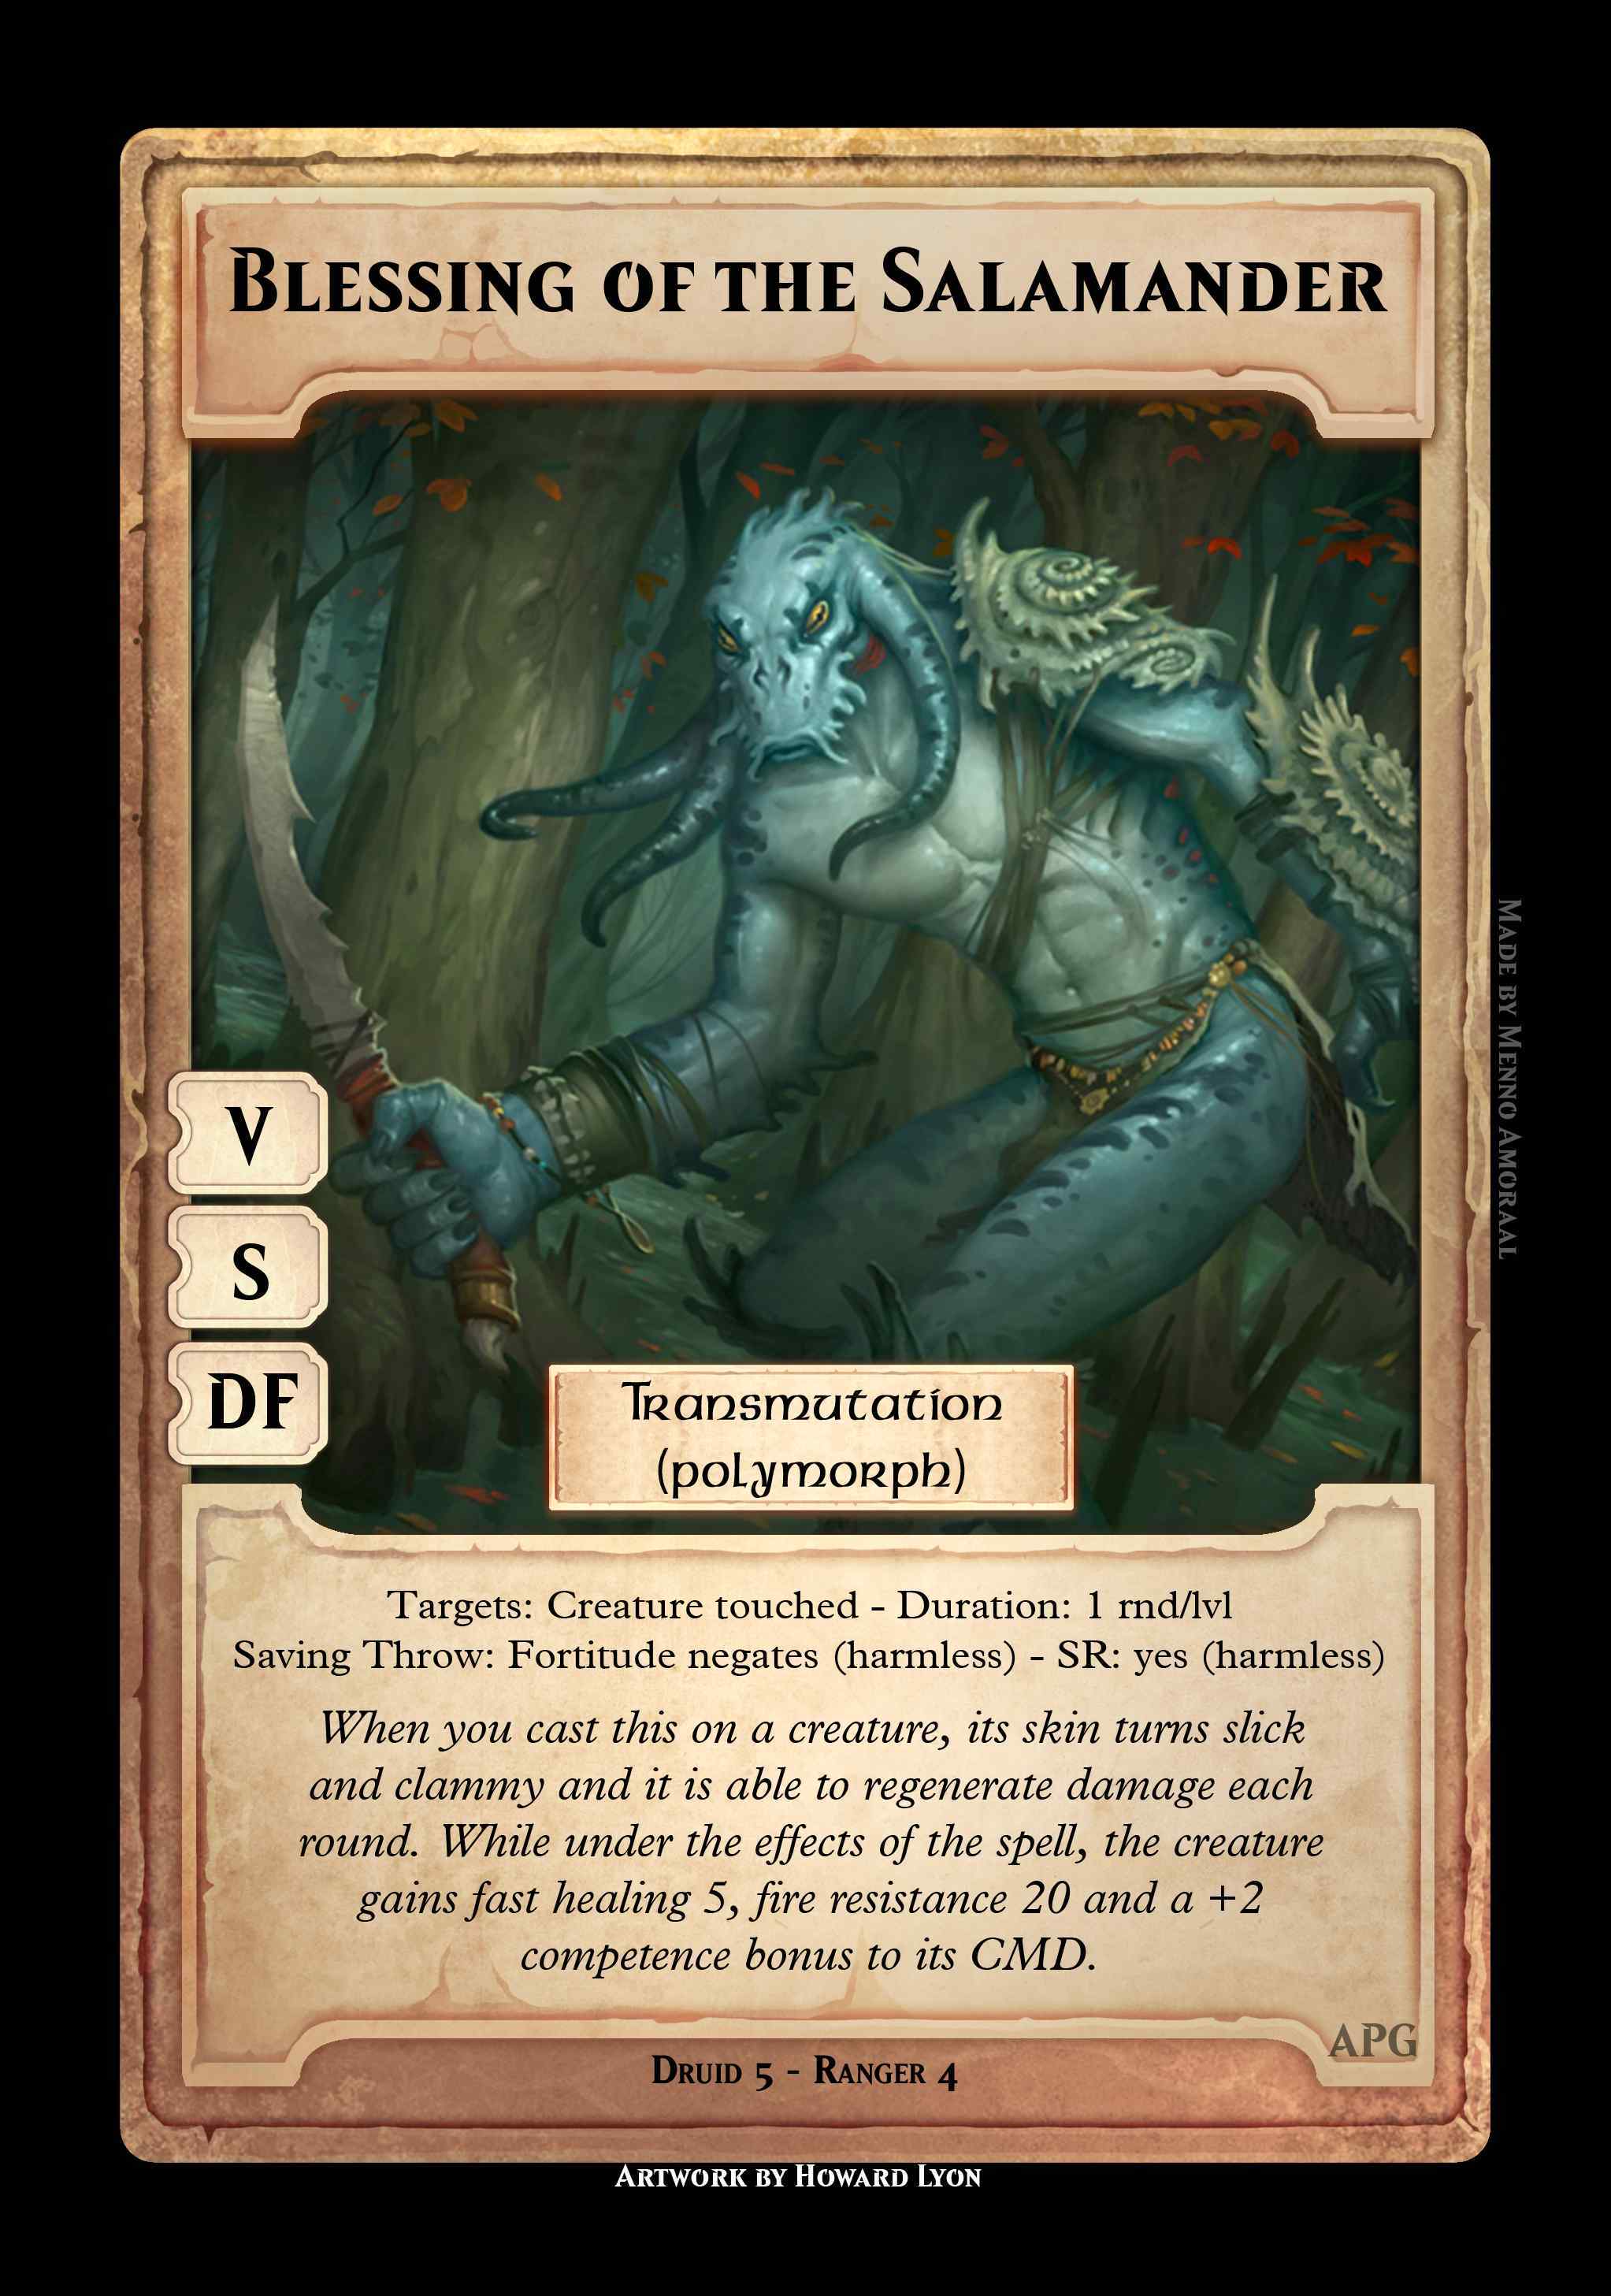 Blessing of the Salamander
V
S
DF
Transmutation
(polymorph)
Targets: Creature touched - Duration: 1 rnd/lvl
Saving Throw: Fortitude negates (harmless) - SR: yes (harmless)
When you cast this on a creature, its skin turns slick
and clammy and it is able to regenerate damage each
round. While under the effects of the spell, the creature
gains fast healing 5, fire resistance 20 and a +2
competence bonus to its CMD.
APG
Druid 5 - Ranger 4
Artwork by Howard Lyon
Made by Menno Amoraal